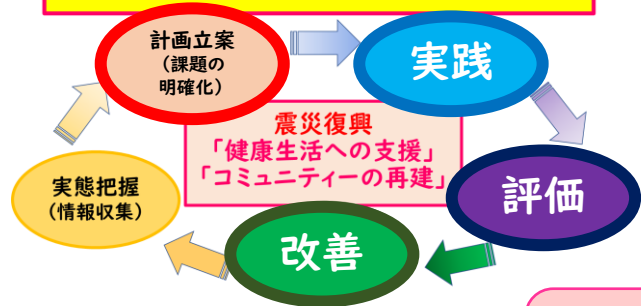 計画立案
（課題の
明確化）
実践
震災復興
「健康生活への支援」
「コミュニティーの再建」
実態把握
（情報収集）
評価
改善